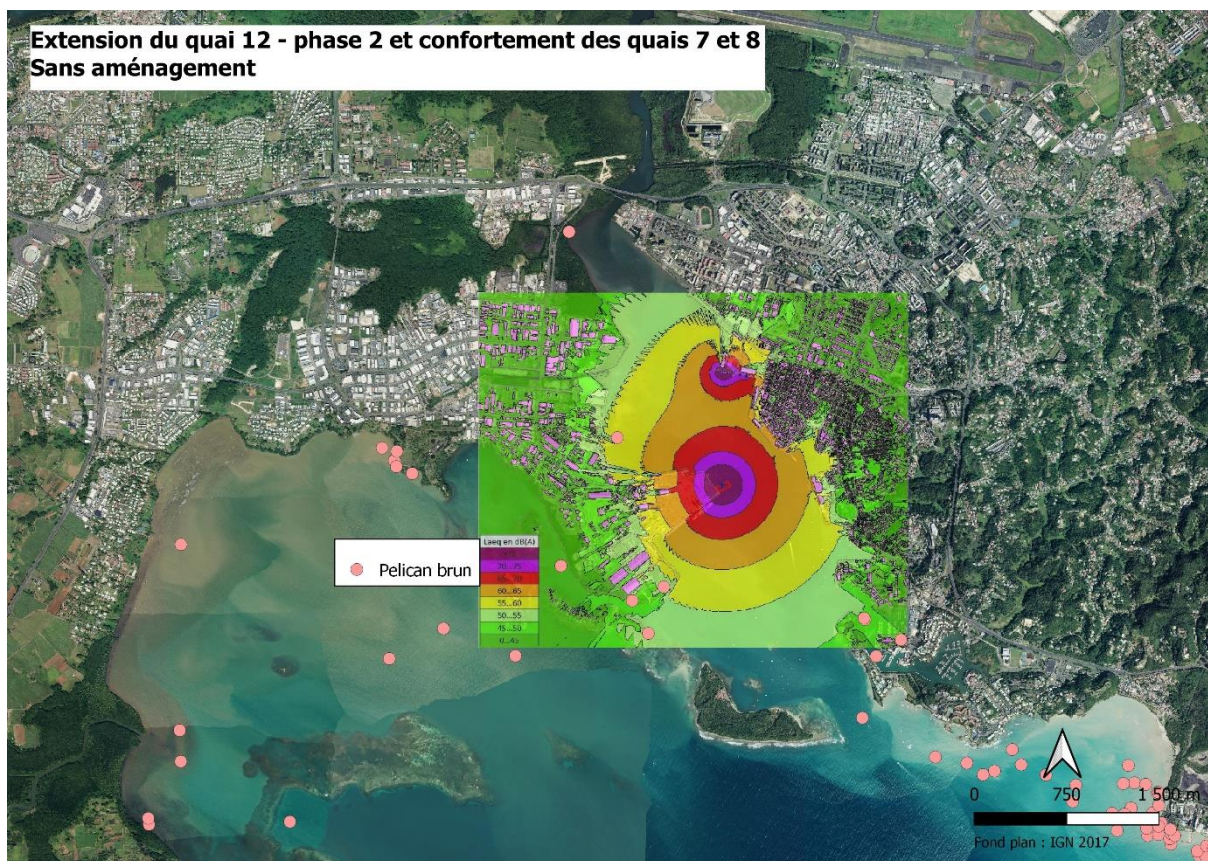 Extension du quai 12 - phase 2 et confortement des quais 7 et 8
Sans aménagement
Pelican brun
Laeq en dB(A)
70...75
65...70
60...65
55...60
50...55
45...50
0...45
0 750 1 500 m
Fond plan : IGN 2017